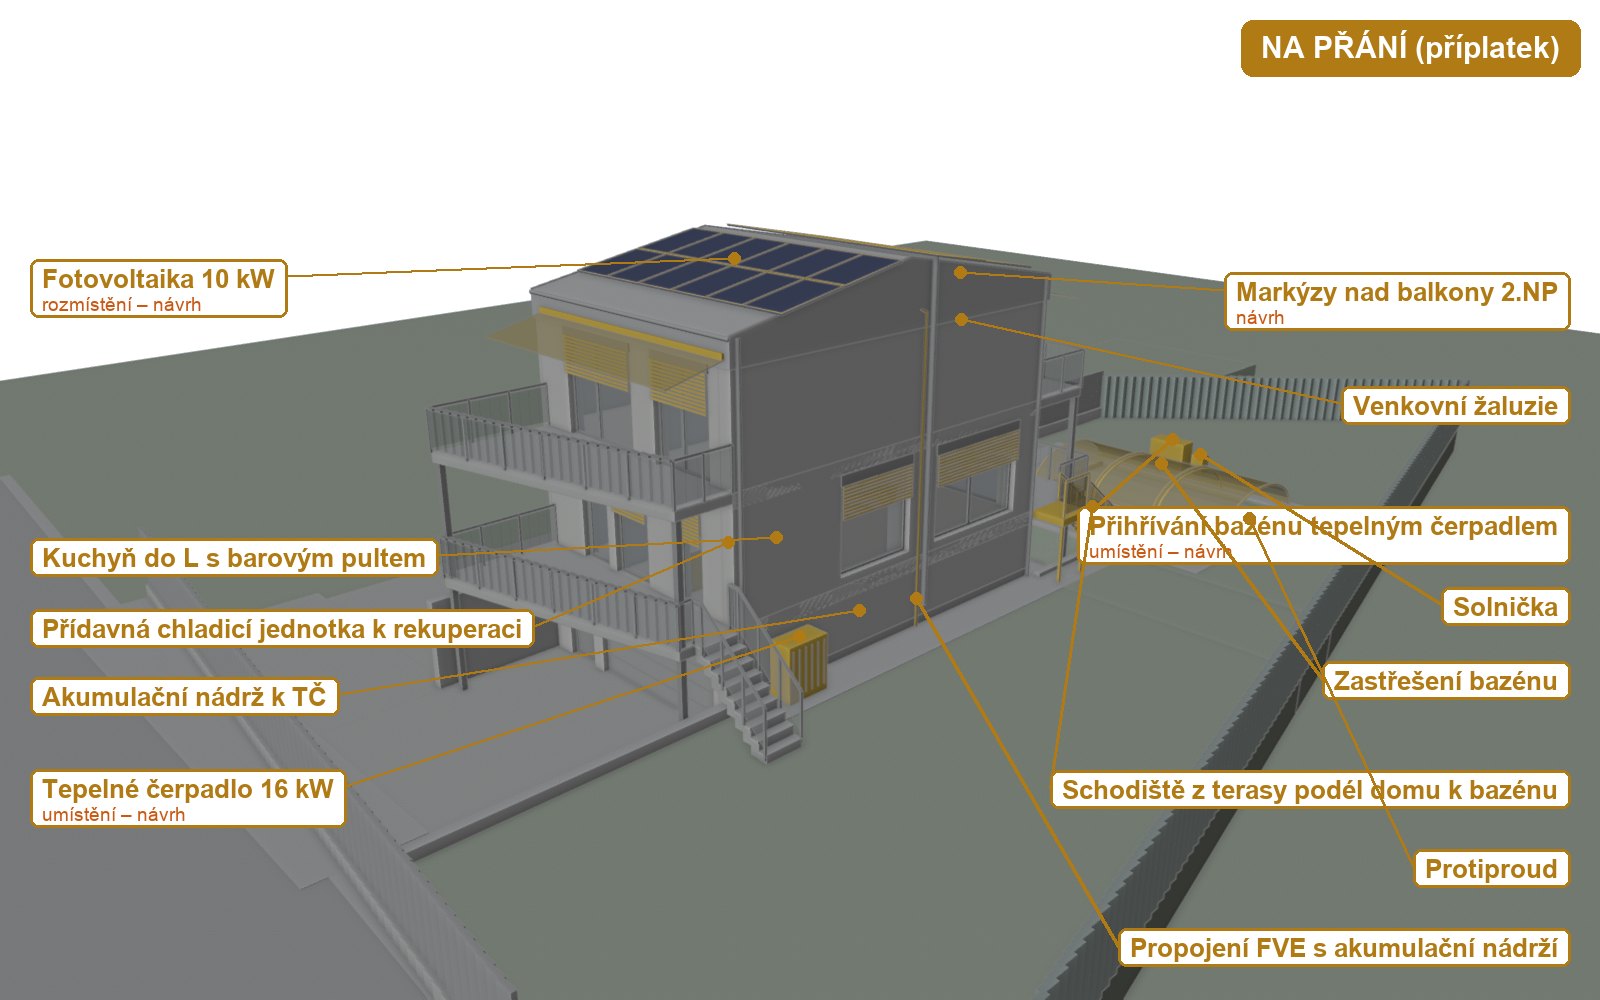 NA PŘÁNÍ (příplatek)
Fotovoltaika 10 kW
rozmístění – návrh
Markýzy nad balkony 2.NP
návrh
Venkovní žaluzie
Přihřívání bazénu tepelným čerpadlem
umístění – návrh
Kuchyň do L s barovým pultem
Solnička
Přídavná chladicí jednotka k rekuperaci
Zastřešení bazénu
Akumulační nádrž k TČ
Tepelné čerpadlo 16 kW
umístění – návrh
Schodiště z terasy podél domu k bazénu
Protiproud
Propojení FVE s akumulační nádrží